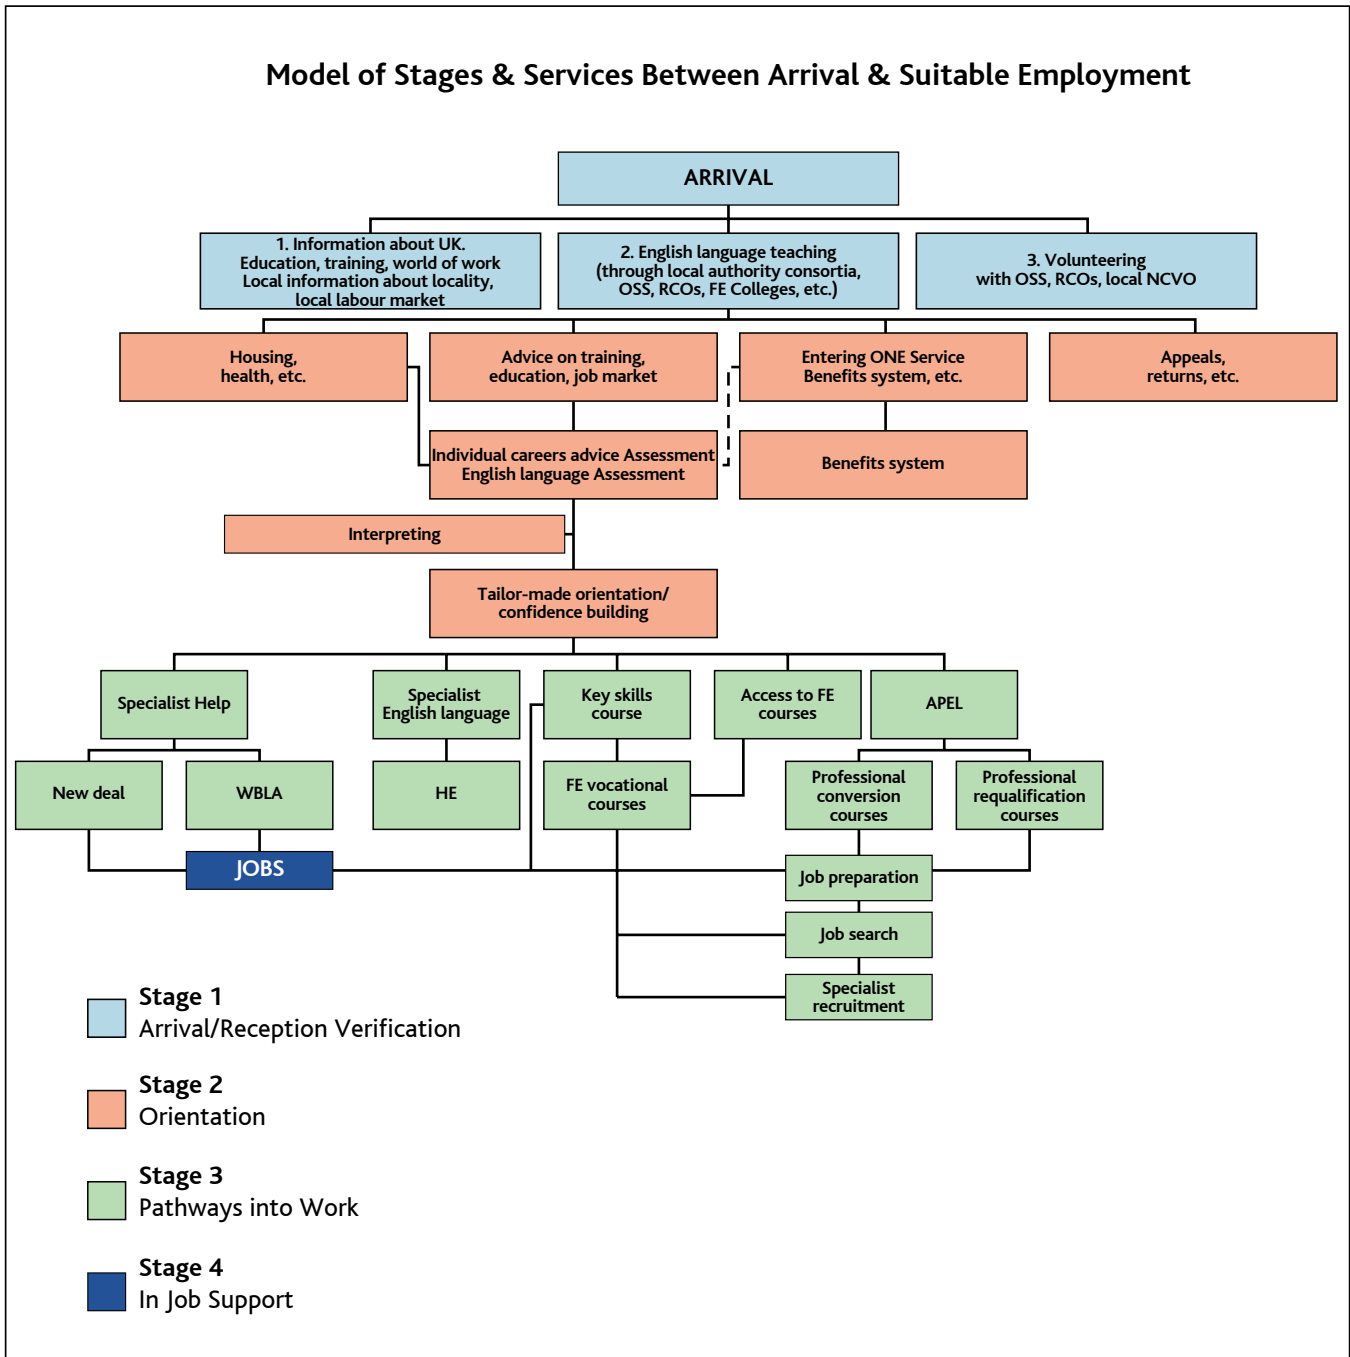 Model of Stages & Services Between Arrival & Suitable Employment
ARRIVAL
1. Information about UK.
Education, training, world of work
Local information about locality,
local labour market
2. English language teaching
(through local authority consortia,
OSS, RCOs, FE Colleges, etc.)
3. Volunteering
with OSS, RCOs, local NCVO
Housing,
health, etc.
Advice on training,
education, job market
Entering ONE Service
Benefits system, etc.
Appeals,
returns, etc.
Individual careers advice Assessment
English language Assessment
Benefits system
Interpreting
Tailor-made orientation/
confidence building
Specialist Help
Specialist
English language
Key skills
course
Access to FE
courses
APEL
New deal
WBLA
HE
FE vocational
courses
Professional
conversion
courses
Professional
requalification
courses
JOBS
Job preparation
Job search
Specialist
recruitment
Stage 1
Arrival/Reception Verification
Stage 2
Orientation
Stage 3
Pathways into Work
Stage 4
In Job Support